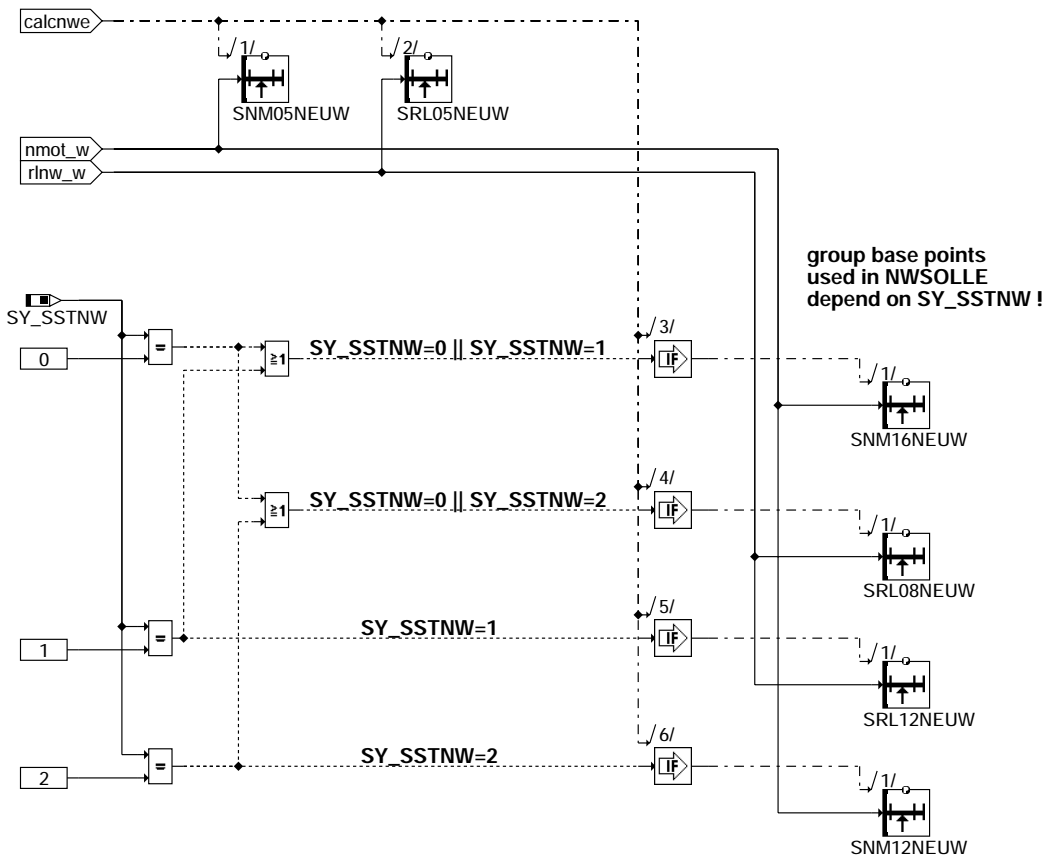 calcnwe
/1/
/2/
SNM05NEUW
SRL05NEUW
nmot_w
rlnw_w
group base points
used in NWSOLLE
depend on SY_SSTNW !
SY_SSTNW
/3/
=
0
≥1
SY_SSTNW=0 || SY_SSTNW=1
IF
/1/
SNM16NEUW
/4/
≥1
SY_SSTNW=0 || SY_SSTNW=2
IF
/1/
SRL08NEUW
/5/
=
1
SY_SSTNW=1
IF
/1/
SRL12NEUW
/6/
=
2
SY_SSTNW=2
IF
/1/
SNM12NEUW